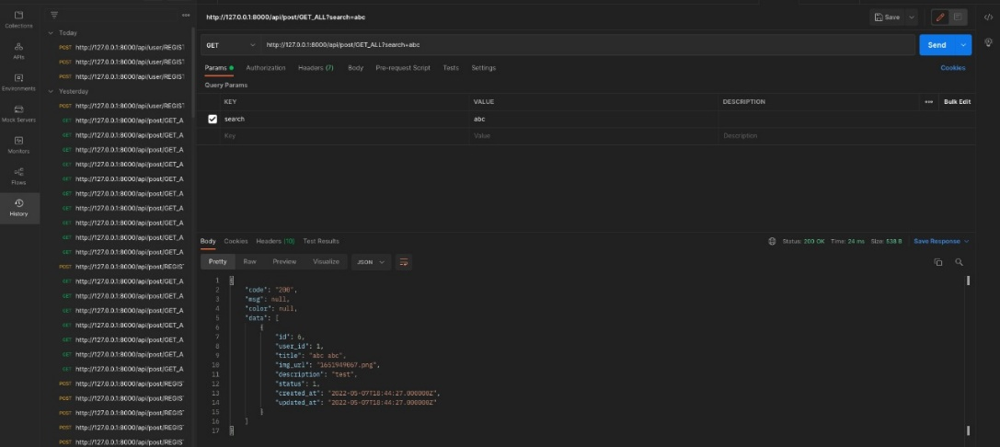 http://127.0.0.1:8000/api/post/GET_ALL?search=abc
Save
Collections
APIs
Environments
Mock Servers
Monitors
Flows
History
Today
POST http://127.0.0.1:8000/api/user/REGIS
POST http://127.0.0.1:8000/api/user/REGIS
POST http://127.0.0.1:8000/api/user/REGIS
Yesterday
POST http://127.0.0.1:8000/api/user/REGIS
GET http://127.0.0.1:8000/api/post/GET_A
GET http://127.0.0.1:8000/api/post/GET_A
GET http://127.0.0.1:8000/api/post/GET_A
GET http://127.0.0.1:8000/api/post/GET_A
GET http://127.0.0.1:8000/api/post/GET_A
GET http://127.0.0.1:8000/api/post/GET_A
GET http://127.0.0.1:8000/api/post/GET_A
GET http://127.0.0.1:8000/api/post/GET_A
GET http://127.0.0.1:8000/api/post/GET_A
GET http://127.0.0.1:8000/api/post/GET_A
POST http://127.0.0.1:8000/api/post/REGIS
GET http://127.0.0.1:8000/api/post/GET_A
GET http://127.0.0.1:8000/api/post/GET_A
GET http://127.0.0.1:8000/api/post/GET_A
GET http://127.0.0.1:8000/api/post/GET_A
GET http://127.0.0.1:8000/api/post/GET_A
GET http://127.0.0.1:8000/api/post/GET_A
GET http://127.0.0.1:8000/api/post/GET_A
POST http://127.0.0.1:8000/api/post/REGIS
POST http://127.0.0.1:8000/api/post/REGIS
POST http://127.0.0.1:8000/api/post/REGIS
POST http://127.0.0.1:8000/api/post/REGIS
POST http://127.0.0.1:8000/api/post/REGIS
GET http://127.0.0.1:8000/api/post/GET_ALL?search=abc Send
Params Authorization Headers (7) Body Pre-request Script Tests Settings Cookies
Query Params
KEY VALUE DESCRIPTION Bulk Edit
search abc
Key Value Description
Body Cookies Headers (10) Test Results Status: 200 OK Time: 24 ms Size: 538 B Save Response
Pretty Raw Preview Visualize JSON
1 {
2 "code": "200",
3 "msg": null,
4 "color": null,
5 "data": [
6 {
7 "id": 6,
8 "user_id": 1,
9 "title": "abc abc",
10 "img_url": "1651949067.png",
11 "description": "test",
12 "status": 1,
13 "created_at": "2022-05-07T18:44:27.000000Z",
14 "updated_at": "2022-05-07T18:44:27.000000Z"
15 }
16 ]
17 }